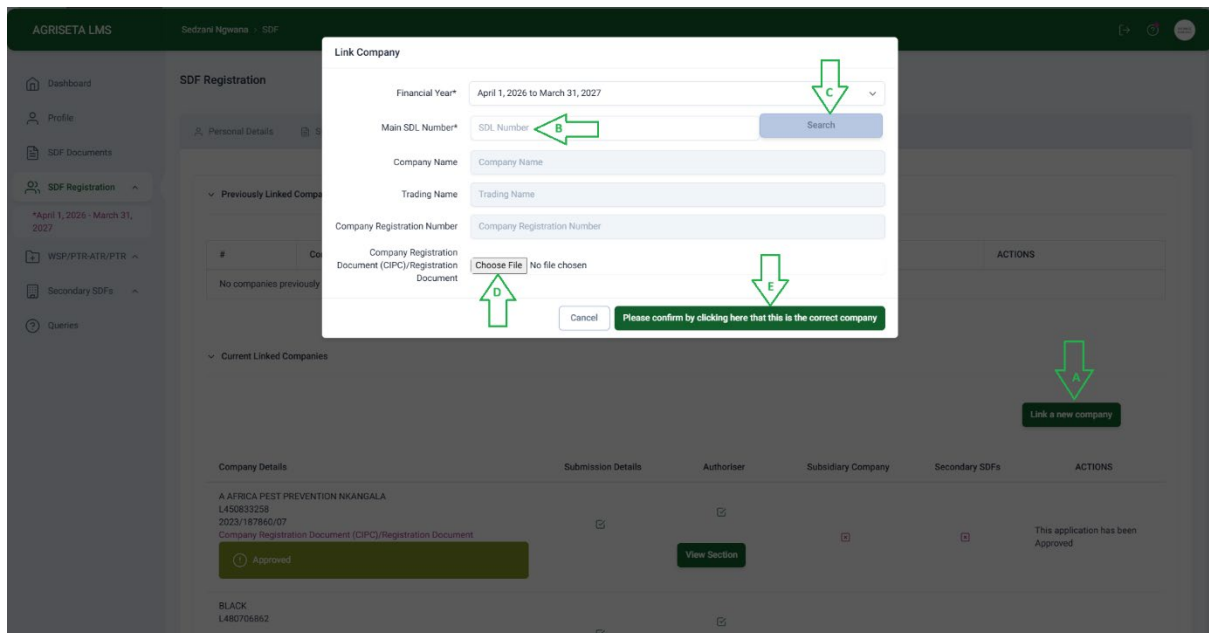 AGRISETA LMS
Sedzani Ngwana > SDF
Dashboard
Profile
SDF Documents
SDF Registration
*April 1, 2026 - March 31,
2027
WSP/PTR-ATR/PTR
Secondary SDFs
Queries
SDF Registration
Personal Details
Previously Linked Compa
#
Co
ACTIONS
No companies previously
Link Company
Financial Year*
April 1, 2026 to March 31, 2027
C
Main SDL Number*
SDL Number
B
Search
Company Name
Company Name
Trading Name
Trading Name
Company Registration Number
Company Registration Number
Company Registration
Document (CIPC)/Registration
Document
Choose File No file chosen
D
E
Cancel
Please confirm by clicking here that this is the correct company
Current Linked Companies
A
Link a new company
Company Details Submission Details Authoriser Subsidiary Company Secondary SDFs ACTIONS
A AFRICA PEST PREVENTION NKANGALA
L450833258
2023/187860/07
Company Registration Document (CIPC)/Registration Document
Approved
View Section
This application has been
Approved
BLACK
L480706862